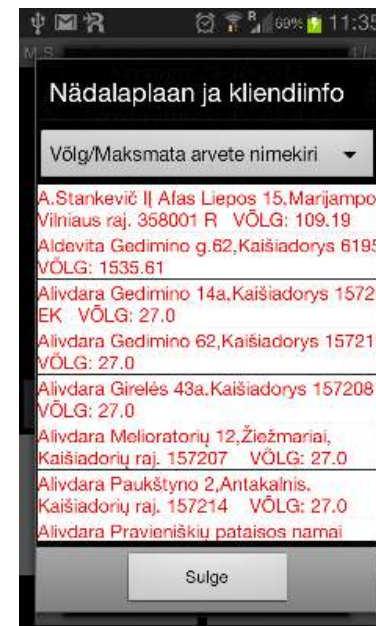 R
69% 11:35
M.S.
Nädalaplaan ja kliendiinfo
Võlg/Maksmata arvete nimekiri
A.Stankevič IĮ Afas Liepos 15,Marijampo
Vilniaus raj. 358001 R VÕLG: 109.19
Aldevita Gedimino g.62,Kaišiadorys 6195
VÕLG: 1535.61
Alivdara Gedimino 14a,Kaišiadorys 1572
EK VÕLG: 27.0
Alivdara Gedimino 62,Kaišiadorys 15721
VÕLG: 27.0
Alivdara Girelės 43a,Kaišiadorys 157208
VÕLG: 27.0
Alivdara Melioratorių 12,Žiežmariai,
Kaišiadorių raj. 157207 VÕLG: 27.0
Alivdara Paukštyno 2,Antakalnis,
Kaišiadorių raj. 157214 VÕLG: 27.0
Alivdara Pravieniškių pataisos namai
Sulge